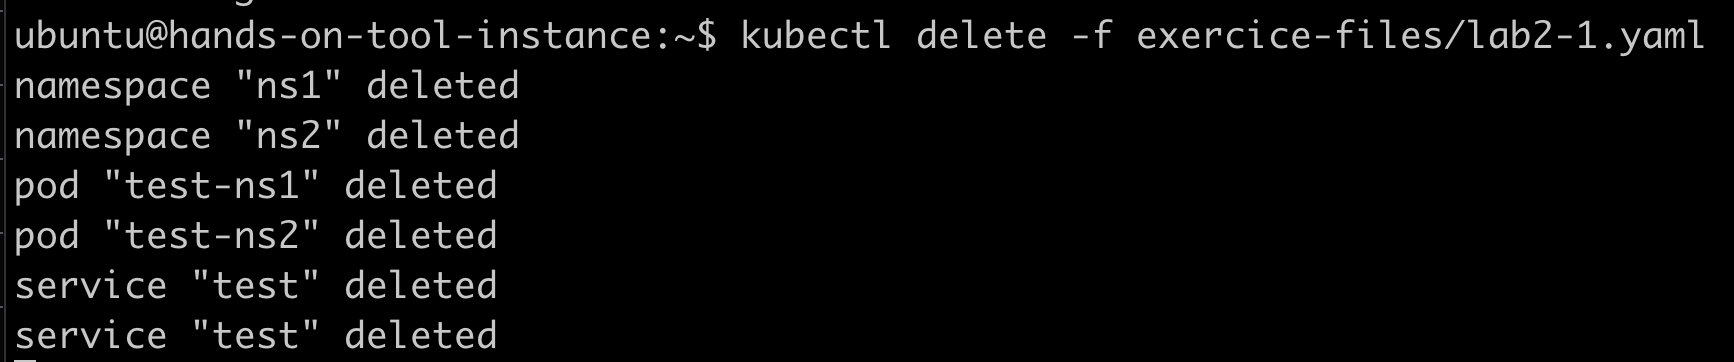 ubuntu@hands-on-tool-instance:~$ kubectl delete -f exercice-files/lab2-1.yaml
namespace "ns1" deleted
namespace "ns2" deleted
pod "test-ns1" deleted
pod "test-ns2" deleted
service "test" deleted
service "test" deleted